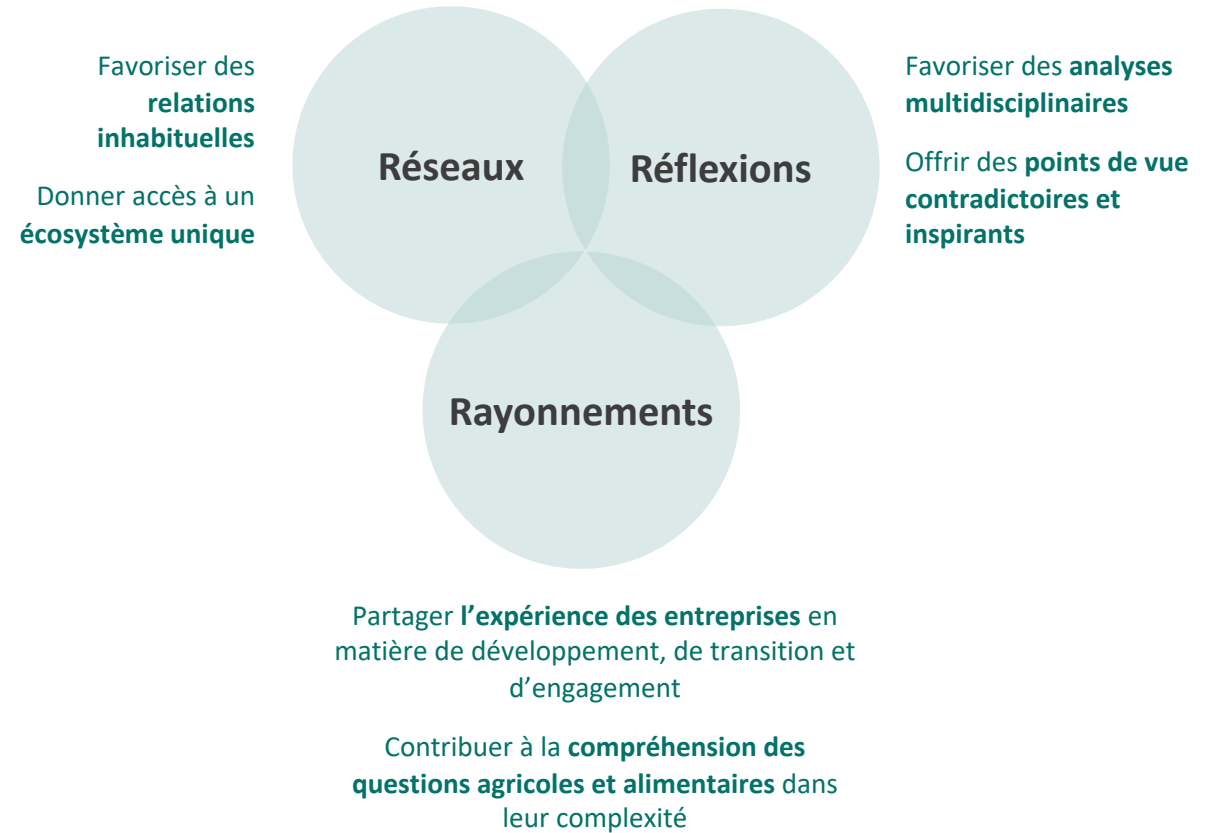 Favoriser des
relations
inhabituelles
Donner accès à un
écosystème unique
Réseaux
Réflexions
Favoriser des analyses
multidisciplinaires
Offrir des points de vue
contradictoires et
inspirants
Rayonnements
Partager l’expérience des entreprises en
matière de développement, de transition et
d’engagement
Contribuer à la compréhension des
questions agricoles et alimentaires dans
leur complexité